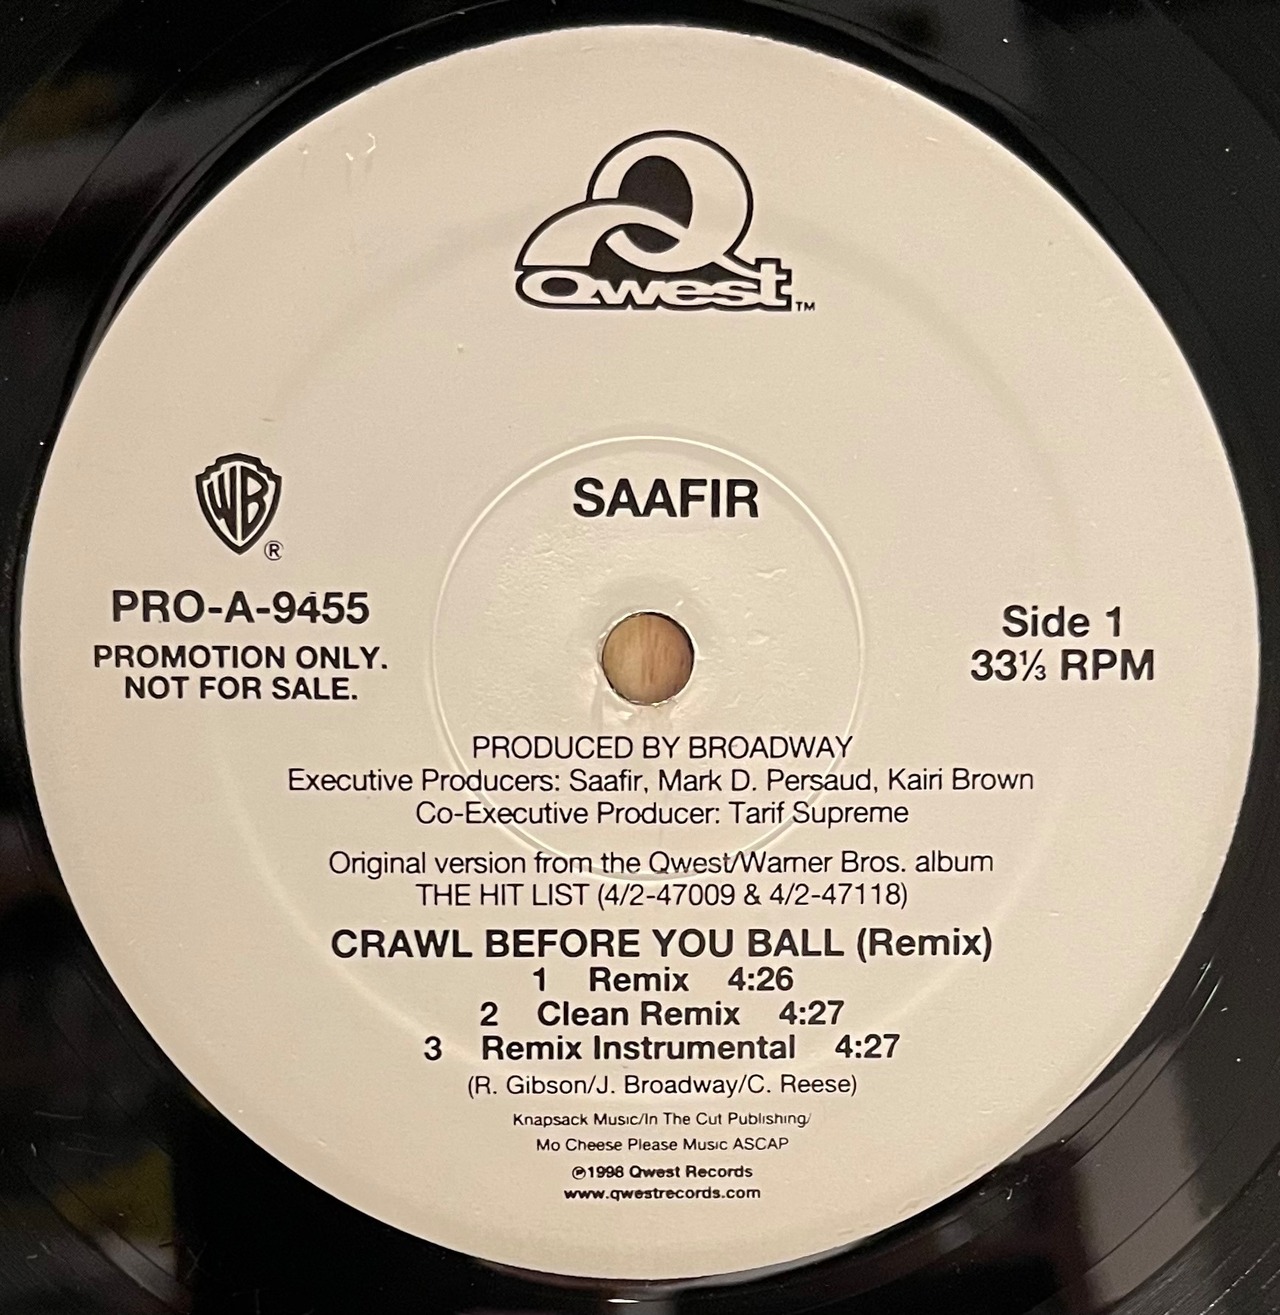 Qwest™
SAAFIR
WB®
PRO-A-9455
PROMOTION ONLY.
NOT FOR SALE.
Side 1
33⅓ RPM
PRODUCED BY BROADWAY
Executive Producers: Saafir, Mark D. Persaud, Kairi Brown
Co-Executive Producer: Tarif Supreme
Original version from the Qwest/Warner Bros. album
THE HIT LIST (4/2-47009 & 4/2-47118)
CRAWL BEFORE YOU BALL (Remix)
1 Remix 4:26
2 Clean Remix 4:27
3 Remix Instrumental 4:27
(R. Gibson/J. Broadway/C. Reese)
Knapsack Music/In The Cut Publishing/
Mo Cheese Please Music ASCAP
℗1998 Qwest Records
www.qwestrecords.com